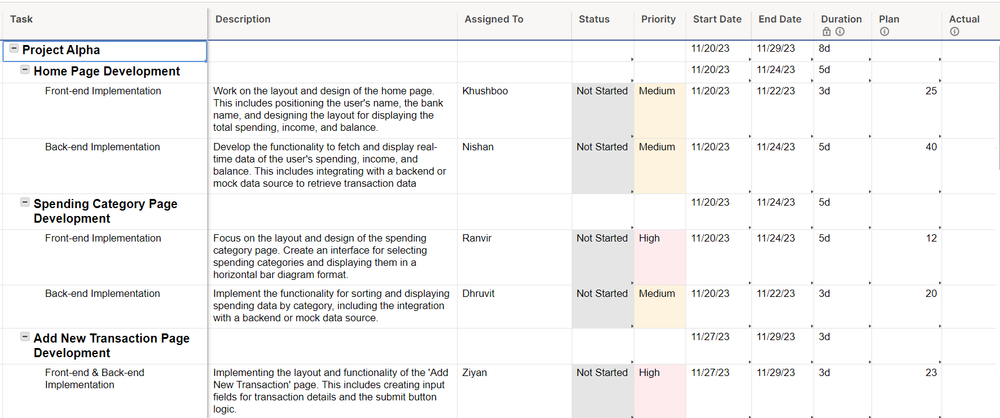 Task Description Assigned To Status Priority Start Date End Date Duration Plan Actual
Project Alpha 11/20/23 11/29/23 8d
Home Page Development 11/20/23 11/24/23 5d
Front-end Implementation Work on the layout and design of the home page. Khushboo Not Started Medium 11/20/23 11/22/23 3d 25
This includes positioning the user's name, the bank
name, and designing the layout for displaying the
total spending, income, and balance.
Back-end Implementation Develop the functionality to fetch and display real- Nishan Not Started Medium 11/20/23 11/24/23 5d 40
time data of the user's spending, income, and
balance. This includes integrating with a backend or
mock data source to retrieve transaction data
Spending Category Page 11/20/23 11/24/23 5d
Development
Front-end Implementation Focus on the layout and design of the spending Ranvir Not Started High 11/20/23 11/24/23 5d 12
category page. Create an interface for selecting
spending categories and displaying them in a
horizontal bar diagram format.
Back-end Implementation Implement the functionality for sorting and displaying Dhruvit Not Started Medium 11/20/23 11/22/23 3d 20
spending data by category, including the integration
with a backend or mock data source.
Add New Transaction Page 11/27/23 11/29/23 3d
Development
Front-end & Back-end Implementing the layout and functionality of the 'Add Ziyan Not Started High 11/27/23 11/29/23 3d 23
Implementation New Transaction' page. This includes creating input
fields for transaction details and the submit button
logic.